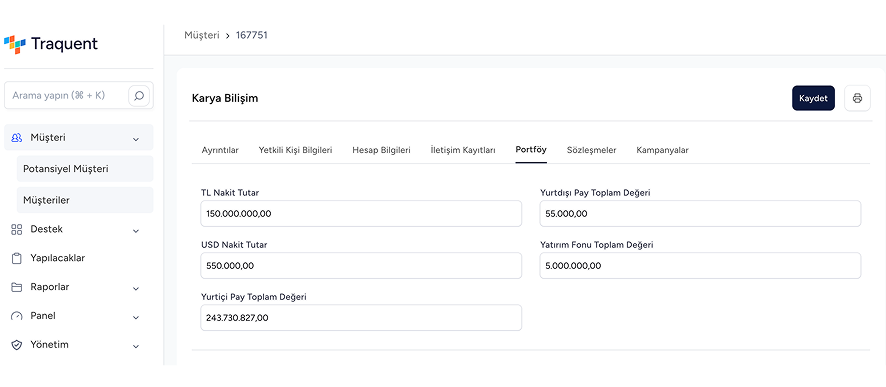 Traquent
Müşteri > 167751
Arama yapın (⌘ + K)
Karya Bilişim
Kaydet
Müşteri
Potansiyel Müşteri
Müşteriler
Destek
Yapılacaklar
Raporlar
Panel
Yönetim
Ayrıntılar Yetkili Kişi Bilgileri Hesap Bilgileri İletişim Kayıtları Portföy Sözleşmeler Kampanyalar
TL Nakit Tutar
150.000.000,00
Yurtdışı Pay Toplam Değeri
55.000,00
USD Nakit Tutar
550.000,00
Yatırım Fonu Toplam Değeri
5.000.000,00
Yurtiçi Pay Toplam Değeri
243.730.827,00